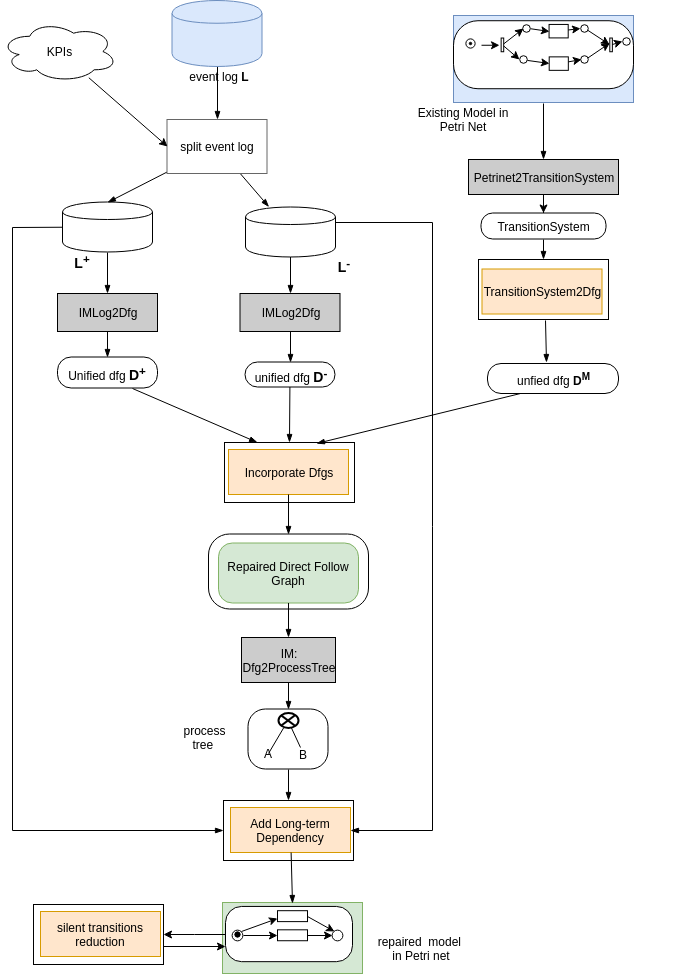 KPIs
event log L
Existing Model in
Petri Net
split event log
Petrinet2TransitionSystem
TransitionSystem
L+
L-
TransitionSystem2Dfg
IMLog2Dfg
IMLog2Dfg
Unified dfg D+
unified dfg D-
unfied dfg DM
Incorporate Dfgs
Repaired Direct Follow
Graph
IM:
Dfg2ProcessTree
process
tree
A
B
Add Long-term
Dependency
silent transitions
reduction
repaired model
in Petri net